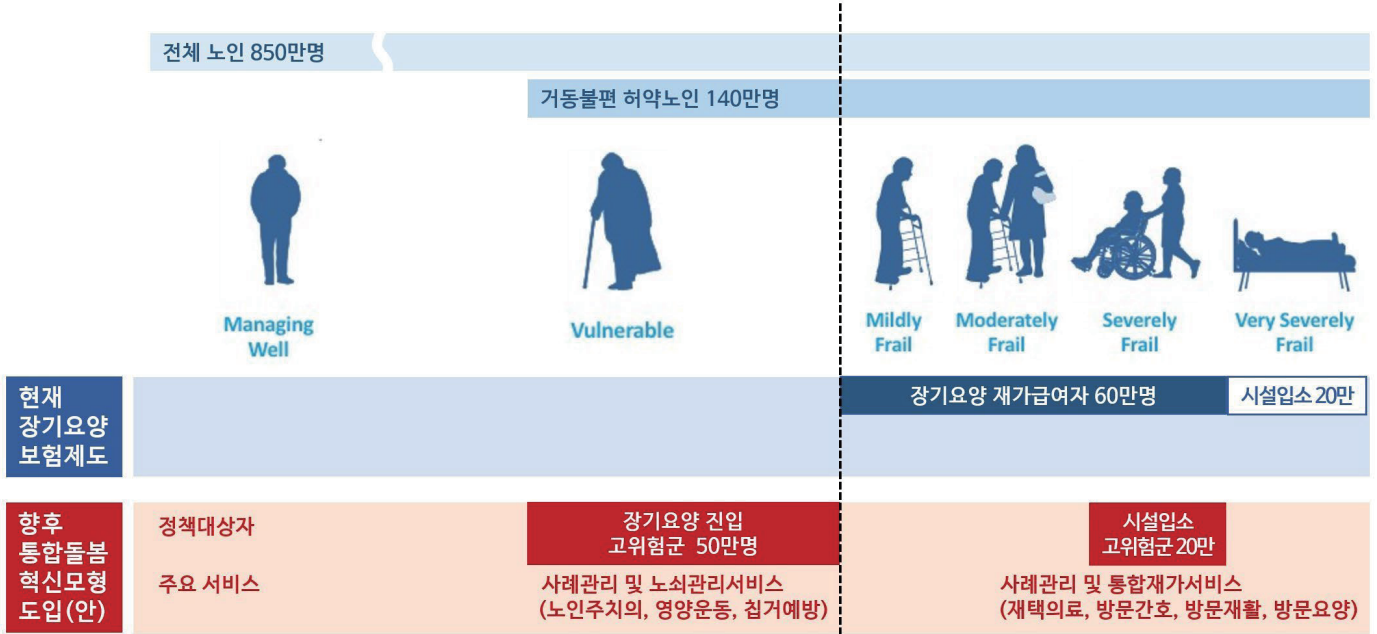 전체 노인 850만명
거동불편 허약노인 140만명
Managing
Well
Vulnerable
Mildly
Frail
Moderately
Frail
Severely
Frail
Very Severely
Frail
현재
장기요양
보험제도
장기요양 재가급여자 60만명
시설입소 20만
향후
통합돌봄
혁신모형
도입(안)
정책대상자
장기요양 진입
고위험군 50만명
시설입소
고위험군 20만
주요 서비스
사례관리 및 노쇠관리서비스
(노인주치의, 영양운동, 칩거예방)
사례관리 및 통합재가서비스
(재택의료, 방문간호, 방문재활, 방문요양)